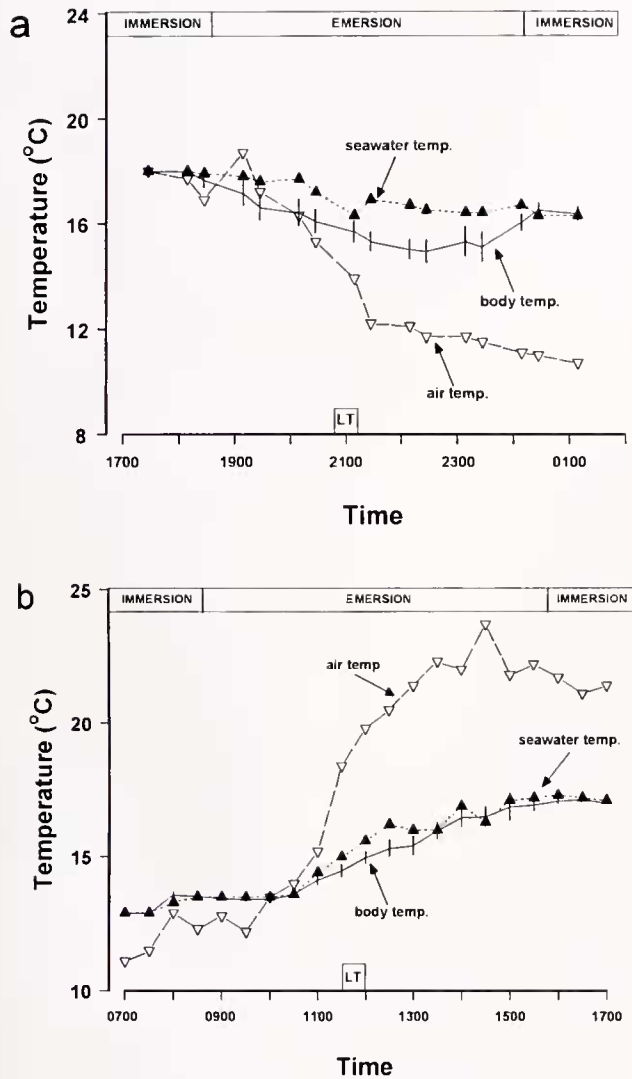 a
IMMERSION EMERSION IMMERSION
24
20
16
12
8
Temperature (°C)
seawater temp.
body temp.
air temp.
LT
1700 1900 2100 2300 0100
Time
b
IMMERSION EMERSION IMMERSION
25
20
15
10
Temperature (°C)
air temp
seawater temp.
body temp.
LT
0700 0900 1100 1300 1500 1700
Time